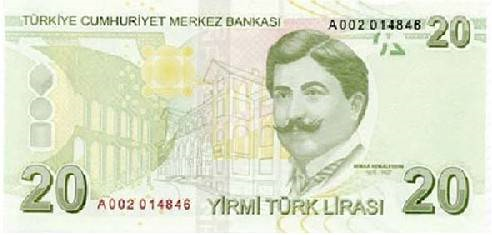 TÜRKİYE CUMHURİYET MERKEZ BANKASI
A002 014846
20
20
A002 014846
YİRMİ TÜRK LİRASI
20